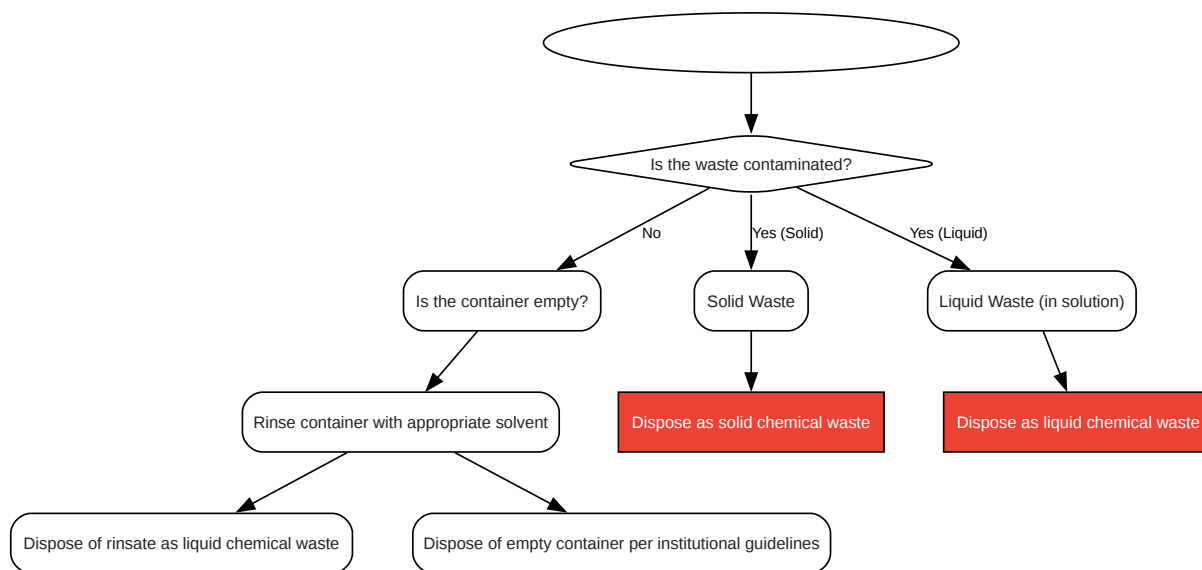 Is the waste contaminated?
No
Yes (Solid)
Yes (Liquid)
Is the container empty?
Solid Waste
Liquid Waste (in solution)
Rinse container with appropriate solvent
Dispose as solid chemical waste
Dispose as liquid chemical waste
Dispose of rinsate as liquid chemical waste
Dispose of empty container per institutional guidelines